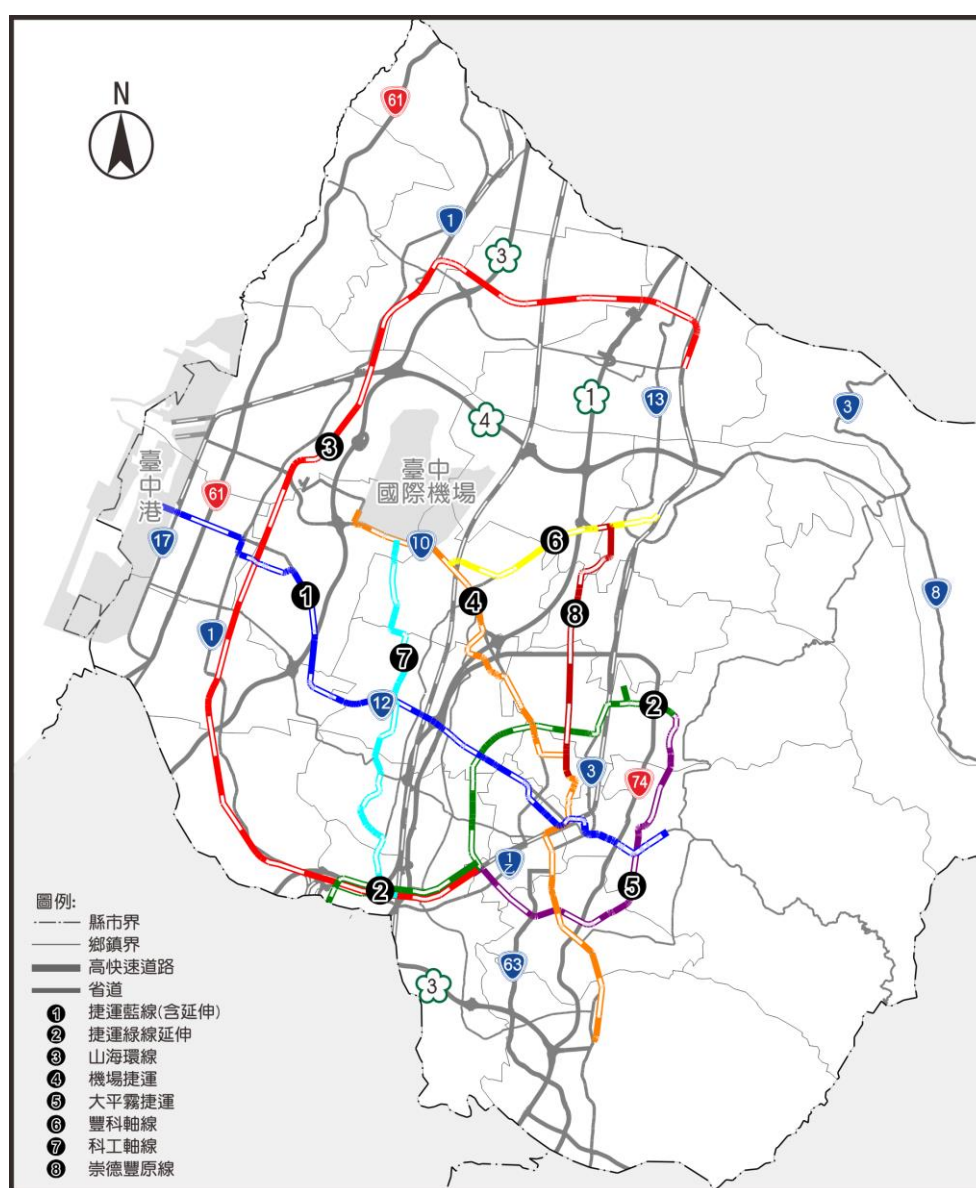 N
61
1
3
4
1
13
3
3
臺中港
61
臺中
國際機場
17
10
6
1
4
8
8
1
7
12
2
3
74
1乙
2
5
63
3
圖例:
縣市界
鄉鎮界
高快速道路
省道
1 捷運藍線(含延伸)
2 捷運綠線延伸
3 山海環線
4 機場捷運
5 大平霧捷運
6 豐科軸線
7 科工軸線
8 崇德豐原線